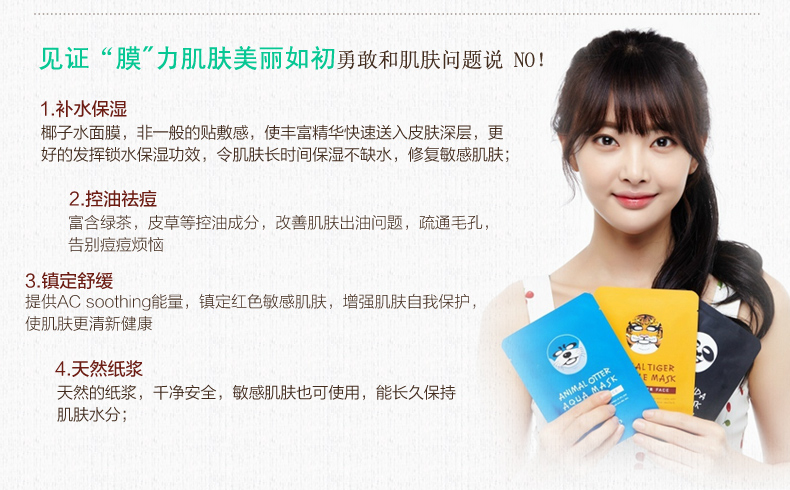 见证“膜"力肌肤美丽如初勇敢和肌肤问题说 NO!
1.补水保湿
椰子水面膜，非一般的贴敷感，使丰富精华快速送入皮肤深层，更
好的发挥锁水保湿功效，令肌肤长时间保湿不缺水，修复敏感肌肤；
2.控油祛痘
富含绿茶，皮草等控油成分，改善肌肤出油问题，疏通毛孔，
告别痘痘烦恼
3.镇定舒缓
提供AC soothing能量，镇定红色敏感肌肤，增强肌肤自我保护，
使肌肤更清新健康
4.天然纸浆
天然的纸浆，干净安全，敏感肌肤也可使用，能长久保持
肌肤水分；
ANIMAL OTTER
AQUA MASK
AL TIGER
E MASK
FACE
NDA
SK